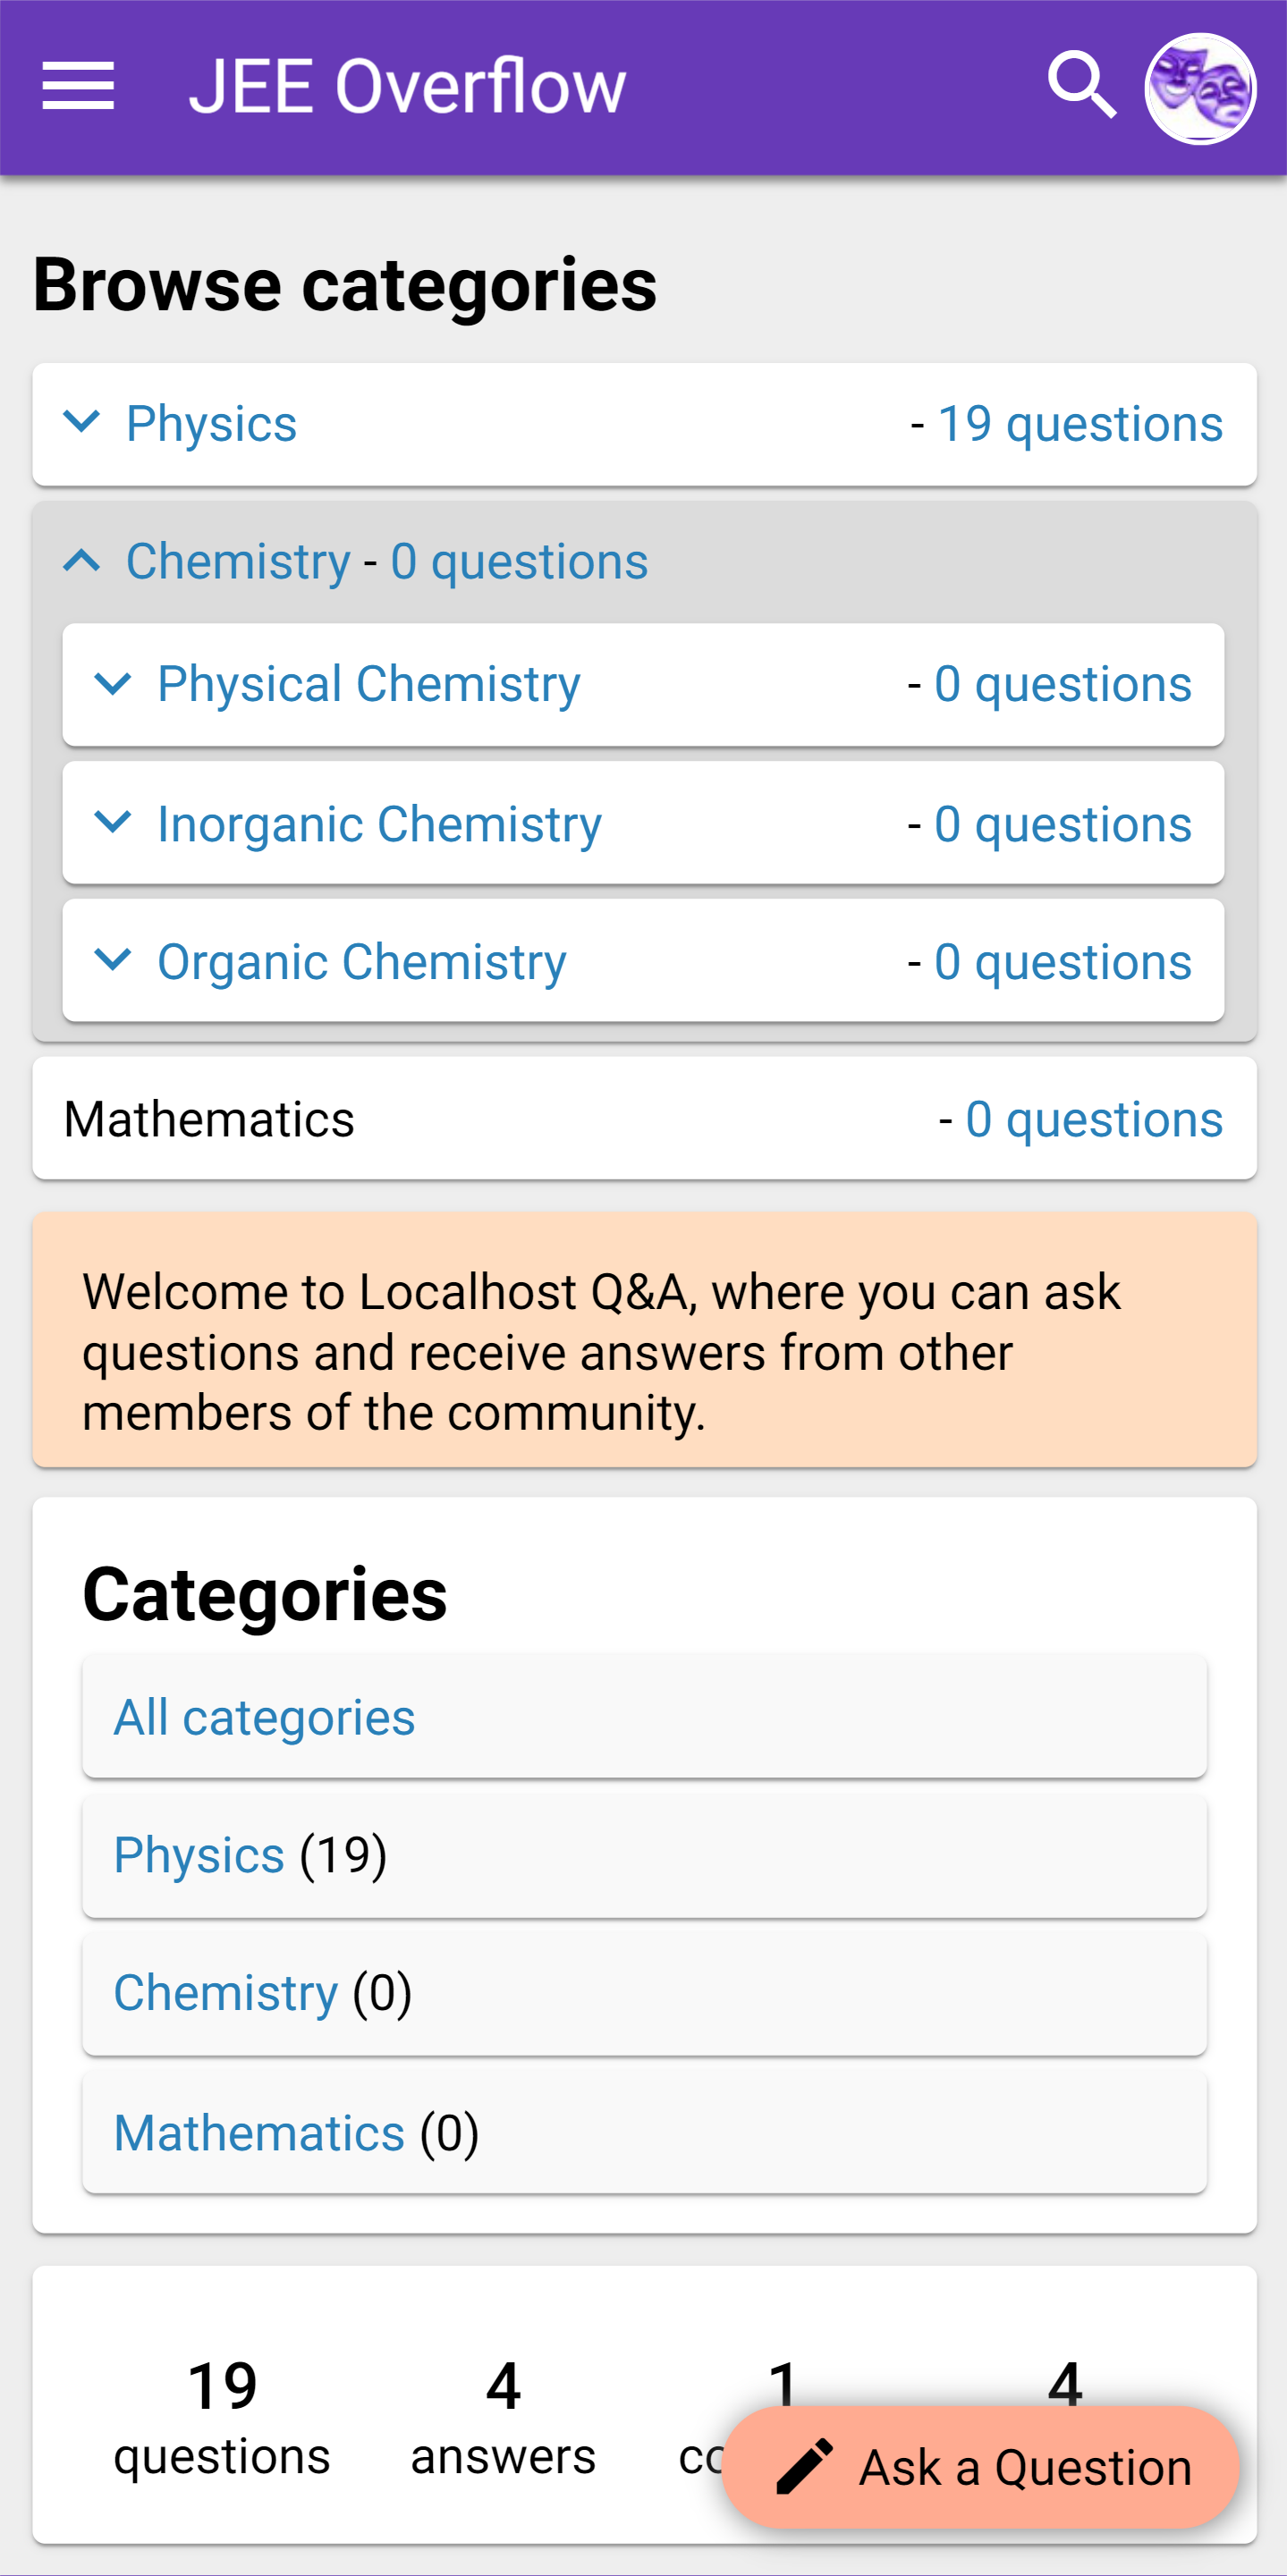 JEE Overflow
Browse categories
Physics - 19 questions
Chemistry - 0 questions
Physical Chemistry - 0 questions
Inorganic Chemistry - 0 questions
Organic Chemistry - 0 questions
Mathematics - 0 questions
Welcome to Localhost Q&A, where you can ask
questions and receive answers from other
members of the community.
Categories
All categories
Physics (19)
Chemistry (0)
Mathematics (0)
19 4 1 4
questions answers
Ask a Question